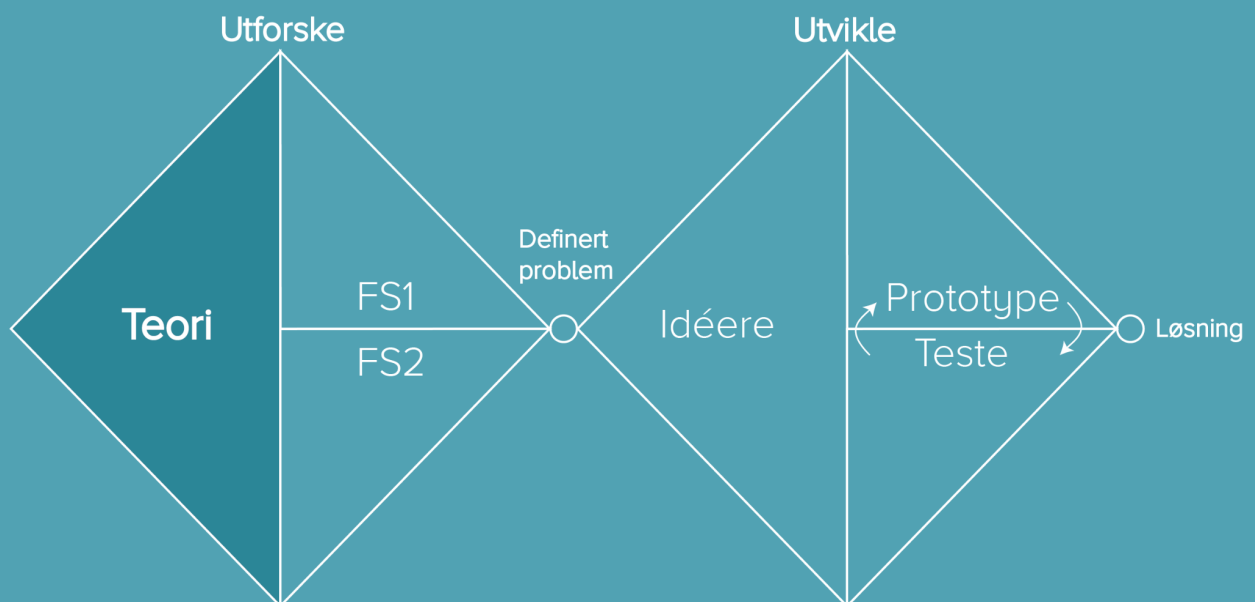 Utforske
Utvikle
Teori
FS1
FS2
Definert
problem
Idéere
Prototype
Teste
Løsning